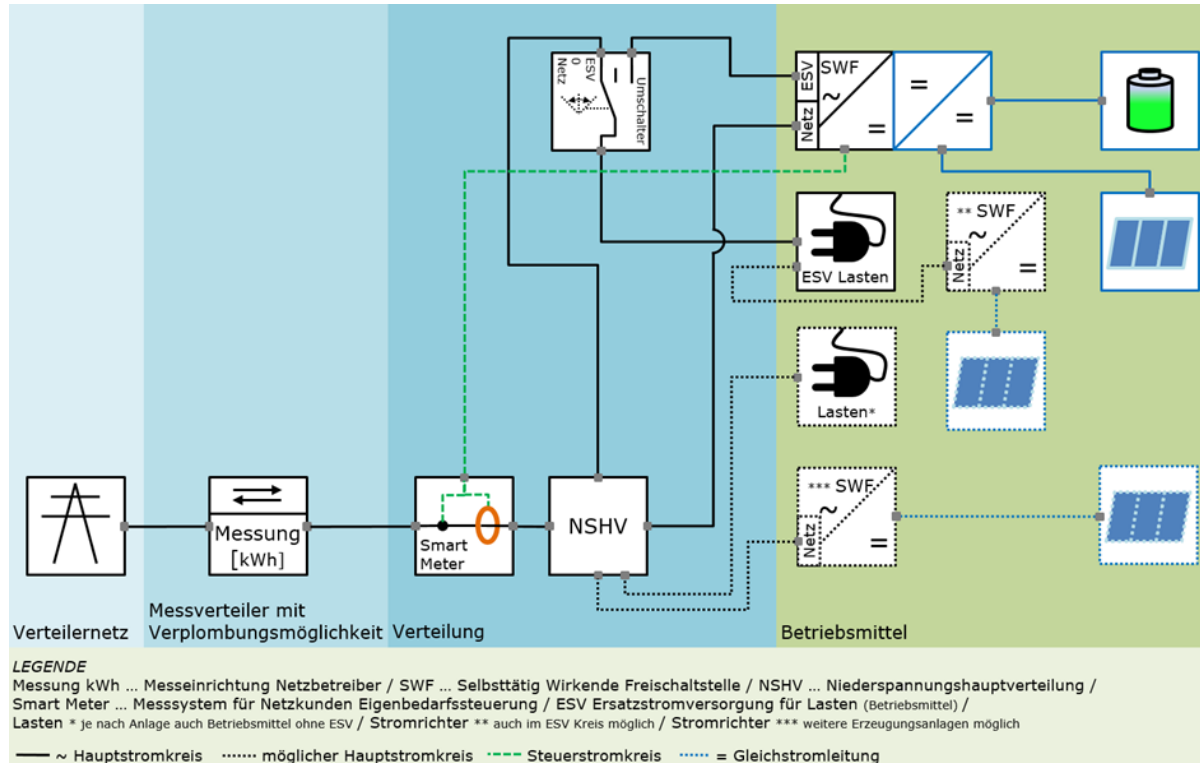 ESV
0
Netz
Umschalter
ESV
Netz
SWF
~
=
=
=
ESV Lasten
** SWF
~
Netz
=
Lasten*
*** SWF
~
Netz
=
Messung
[kWh]
Smart
Meter
NSHV
Verteilernetz
Messverteiler mit
Verplombungsmöglichkeit
Verteilung
Betriebsmittel
LEGENDE
Messung kWh ... Messeinrichtung Netzbetreiber / SWF ... Selbsttätig Wirkende Freischaltstelle / NSHV ... Niederspannungshauptverteilung /
Smart Meter ... Messsystem für Netzkunden Eigenbedarfssteuerung / ESV Ersatzstromversorgung für Lasten (Betriebsmittel) /
Lasten * je nach Anlage auch Betriebsmittel ohne ESV / Stromrichter ** auch im ESV Kreis möglich / Stromrichter *** weitere Erzeugungsanlagen möglich
~ Hauptstromkreis möglicher Hauptstromkreis Steuerstromkreis = Gleichstromleitung